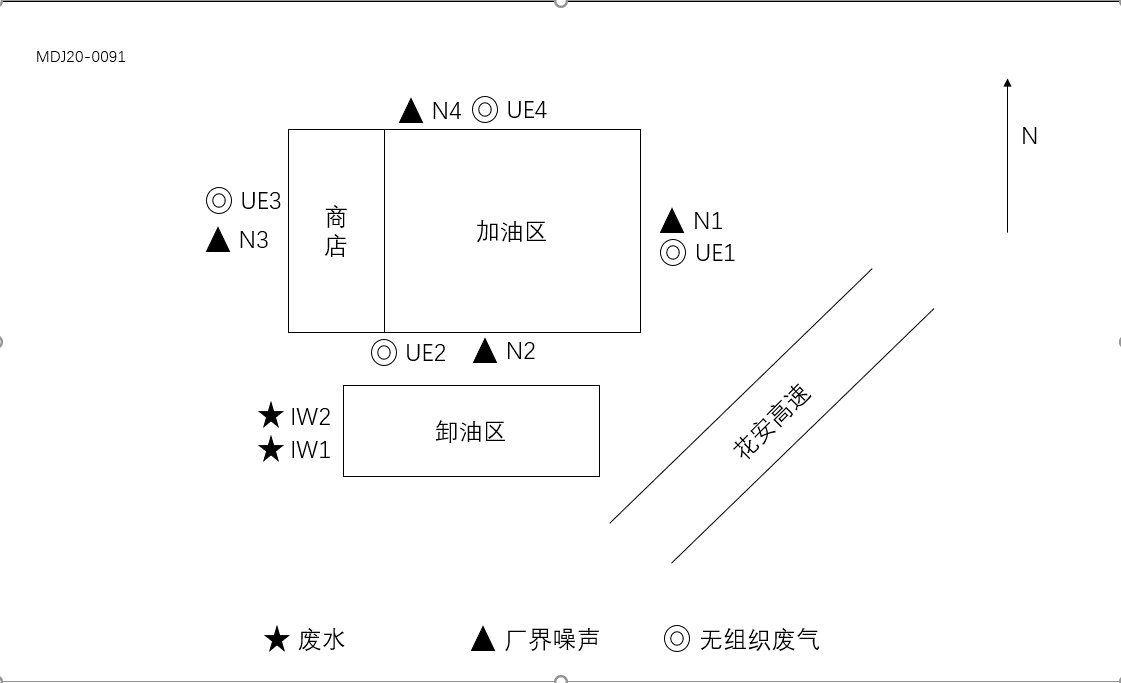 MDJ20-0091
N4 UE4
N
UE3
商店
加油区
N1
N3
UE1
UE2 N2
IW2
卸油区
IW1
花安高速
废水 厂界噪声 无组织废气